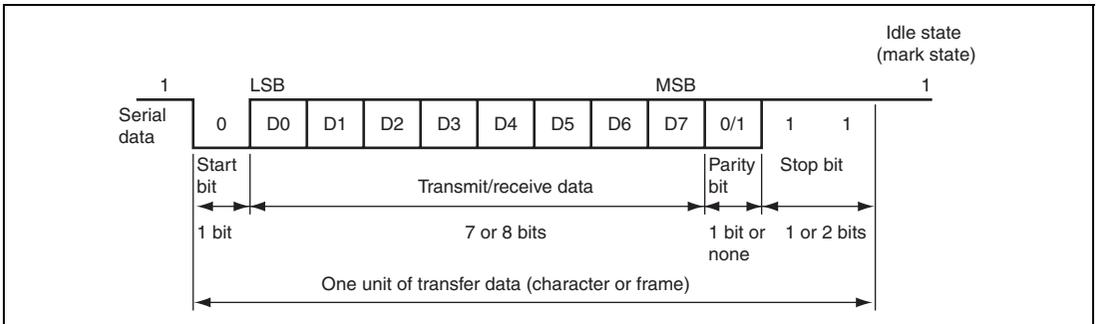 Idle state
(mark state)
1 LSB MSB 1
Serial
data
0 D0 D1 D2 D3 D4 D5 D6 D7 0/1 1 1
Start
bit
Transmit/receive data
Parity
bit
Stop bit
1 bit
7 or 8 bits
1 bit or
none
1 or 2 bits
One unit of transfer data (character or frame)